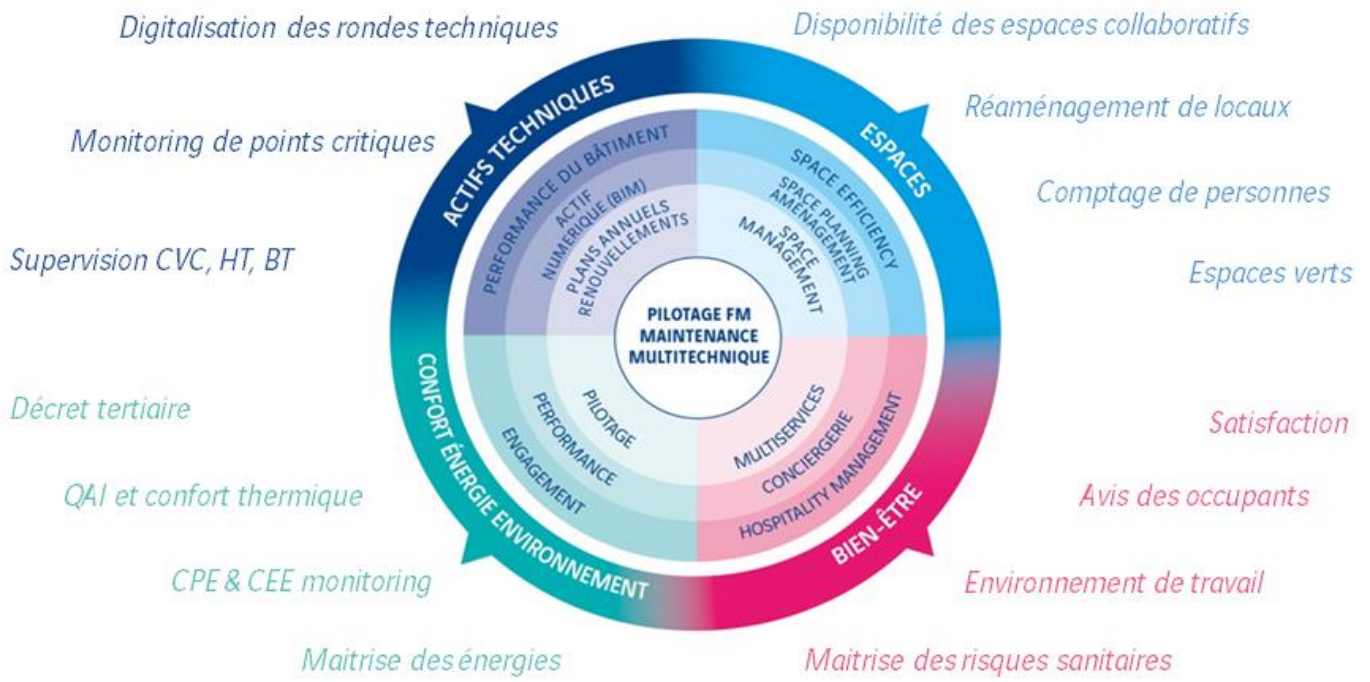 Digitalisation des rondes techniques
Monitoring de points critiques
Supervision CVC, HT, BT
Disponibilité des espaces collaboratifs
Réaménagement de locaux
Comptage de personnes
Espaces verts
ACTIFS TECHNIQUES
PERFORMANCE DU BÂTIMENT
ACTIF
NUMÉRIQUE (BIM)
PLANS ANNUELS
RENOUVELLEMENTS
ESPACES
SPACE EFFICIENCY
SPACE PLANNING
AMÉNAGEMENT
SPACE
MANAGEMENT
PILOTAGE FM
MAINTENANCE
MULTITECHNIQUE
CONFORT ÉNERGIE ENVIRONNEMENT
ENGAGEMENT
PERFORMANCE
PILOTAGE
MULTISERVICES
CONCIERGERIE
HOSPITALITY MANAGEMENT
BIEN-ÊTRE
Décret tertiaire
QAI et confort thermique
CPE & CEE monitoring
Maitrise des énergies
Satisfaction
Avis des occupants
Environnement de travail
Maitrise des risques sanitaires